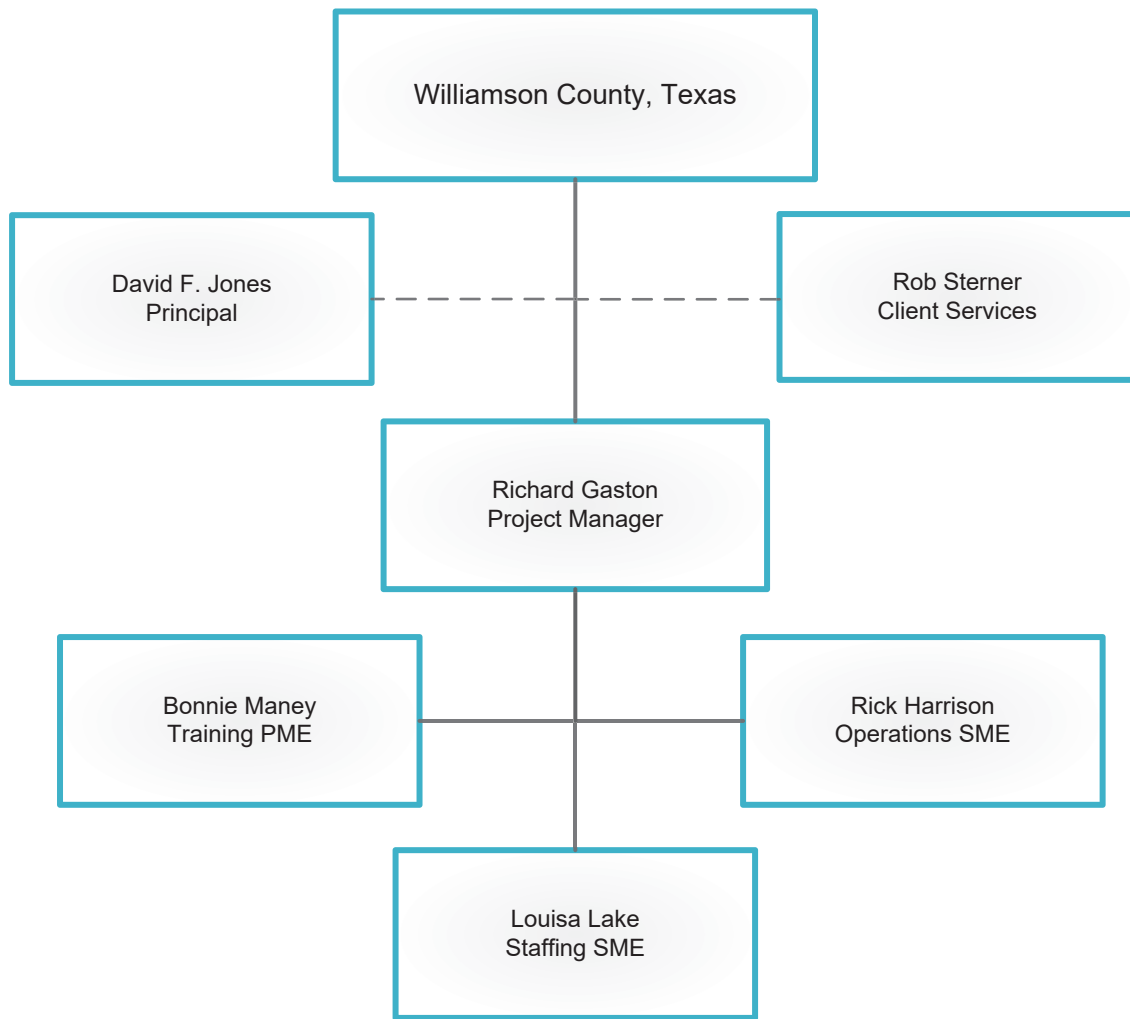 Williamson County, Texas
David F. Jones
Principal
Rob Sterner
Client Services
Richard Gaston
Project Manager
Bonnie Maney
Training PME
Rick Harrison
Operations SME
Louisa Lake
Staffing SME